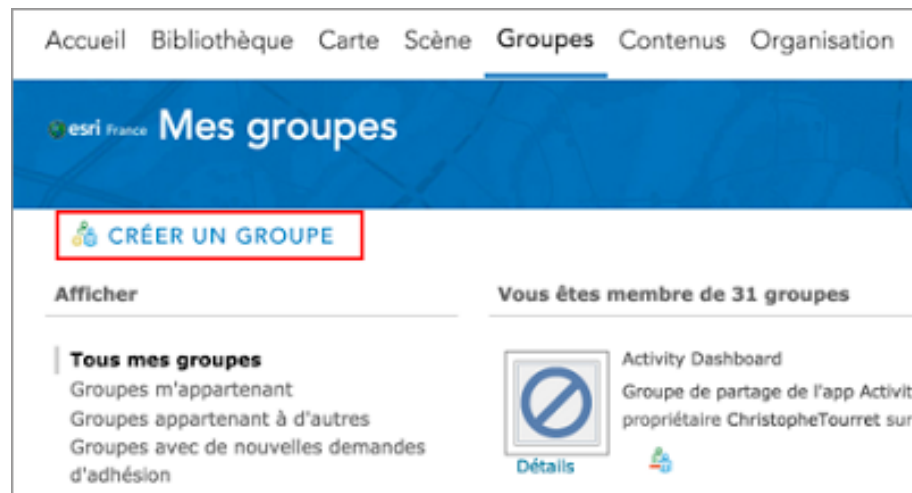 Accueil Bibliothèque Carte Scène Groupes Contenus Organisation
esri France Mes groupes
CRÉER UN GROUPE
Afficher
Tous mes groupes
Groupes m'appartenant
Groupes appartenant à d'autres
Groupes avec de nouvelles demandes
d'adhésion
Vous êtes membre de 31 groupes
Activity Dashboard
Groupe de partage de l'app Activit
propriétaire ChristopheTourret sur
Détails